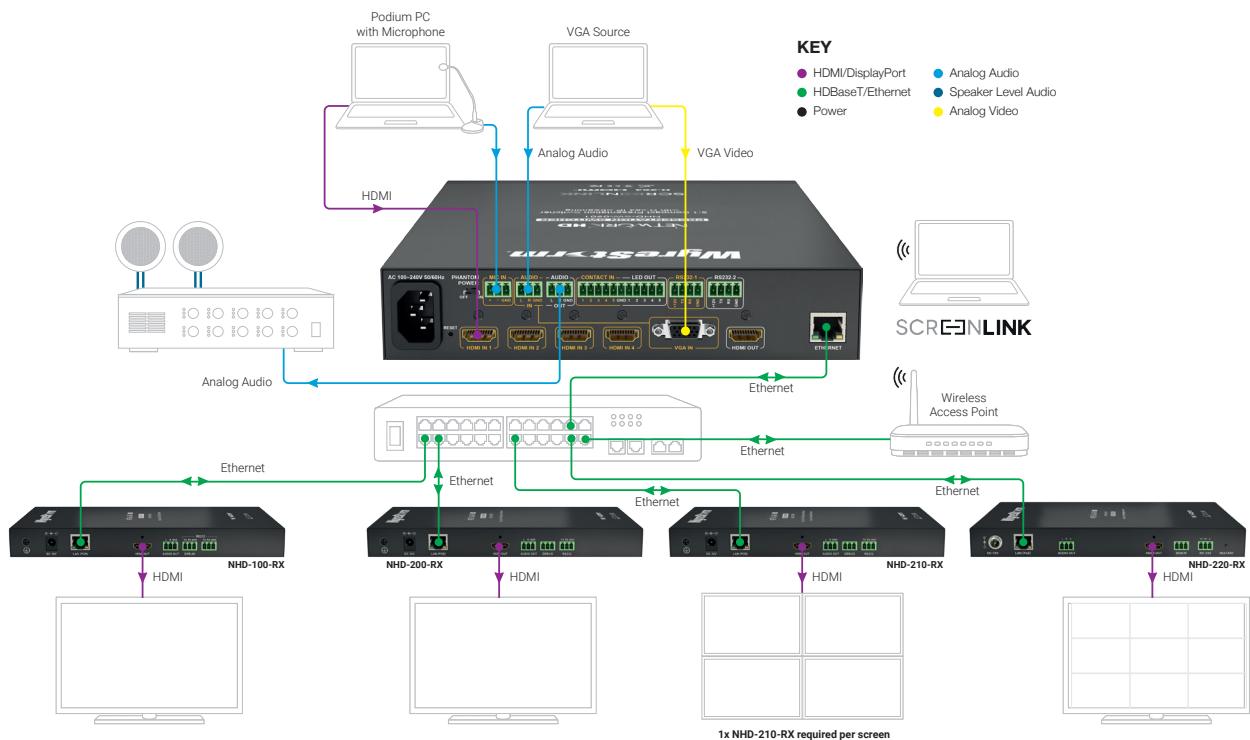 Podium PC
with Microphone
VGA Source
KEY
HDMI/DisplayPort
HDBaseT/Ethernet
Power
Analog Audio
Speaker Level Audio
Analog Video
Analog Audio
VGA Video
HDMI
NETWORKHD
WyreStorm
AC 100~240V 50/60Hz
PHANTOM
POWER
OFF
MIC IN
AUDIO
AUDIO
CONTACT IN
LED OUT
RS232-1
RS232-2
IN
OUT
RESET
HDMI IN 1
HDMI IN 2
HDMI IN 3
HDMI IN 4
VGA IN
HDMI OUT
ETHERNET
SCREENLINK
Analog Audio
Ethernet
Wireless
Access Point
Ethernet
Ethernet
Ethernet
Ethernet
Ethernet
NHD-100-RX
NHD-200-RX
NHD-210-RX
NHD-220-RX
HDMI
HDMI
HDMI
HDMI
1x NHD-210-RX required per screen